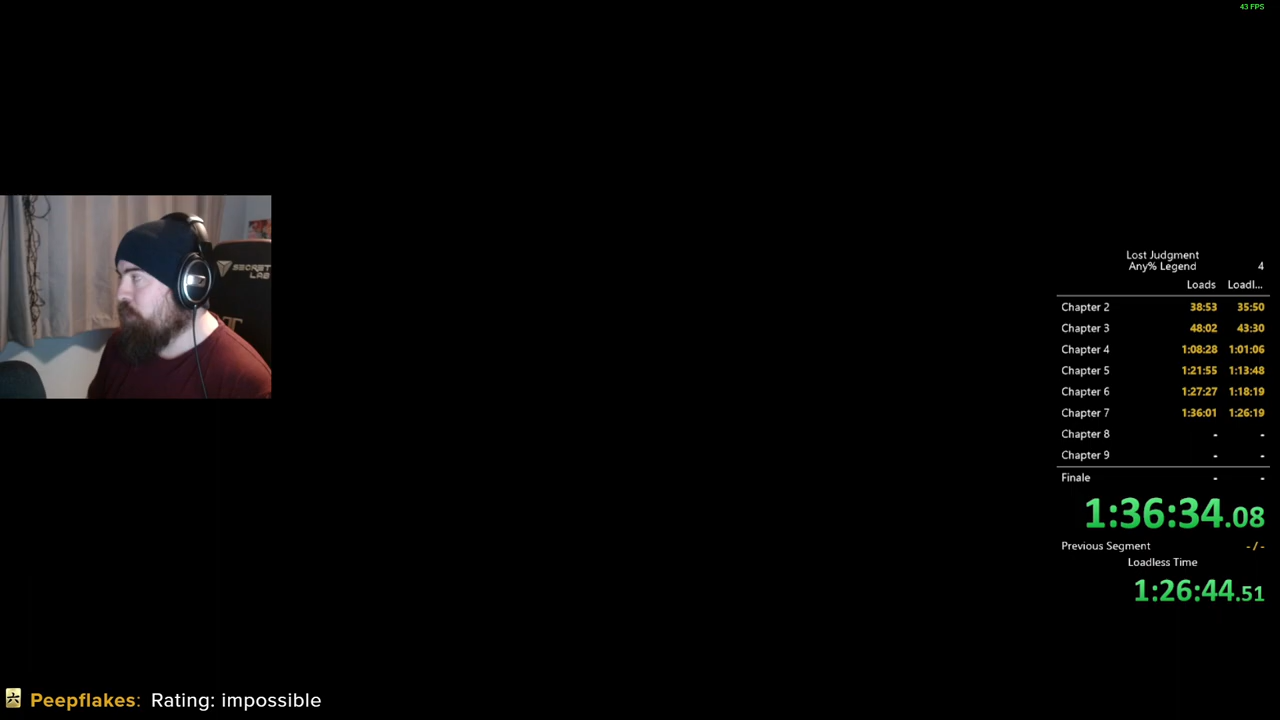 43 FPS
SECRET
LAB
Lost Judgment
Any% Legend 4
Loads Loadl...
Chapter 2 38:53 35:50
Chapter 3 48:02 43:30
Chapter 4 1:08:28 1:01:06
Chapter 5 1:21:55 1:13:48
Chapter 6 1:27:27 1:18:19
Chapter 7 1:36:01 1:26:19
Chapter 8 - -
Chapter 9 - -
Finale - -
1:36:34.08
Previous Segment - / -
Loadless Time
1:26:44.51
六 Peepflakes: Rating: impossible